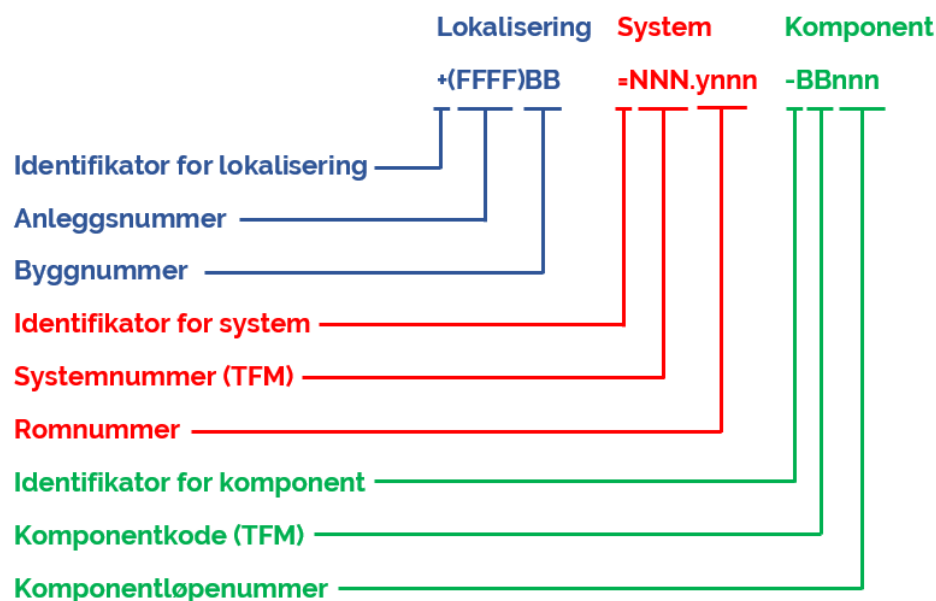 Lokalisering System Komponent
+(FFFF)BB =NNN.ynnn -BBnnn
Identifikator for lokalisering
Anleggsnummer
Byggnummer
Identifikator for system
Systemnummer (TFM)
Romnummer
Identifikator for komponent
Komponentkode (TFM)
Komponentløpenummer